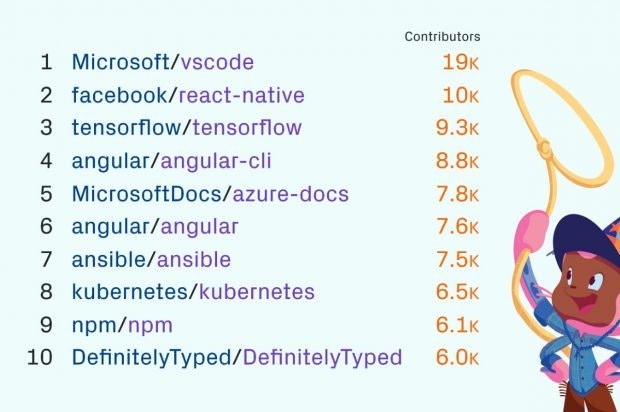 Contributors
1 Microsoft/vscode 19K
2 facebook/react-native 10K
3 tensorflow/tensorflow 9.3K
4 angular/angular-cli 8.8K
5 MicrosoftDocs/azure-docs 7.8K
6 angular/angular 7.6K
7 ansible/ansible 7.5K
8 kubernetes/kubernetes 6.5K
9 npm/npm 6.1K
10 DefinitelyTyped/DefinitelyTyped 6.0K